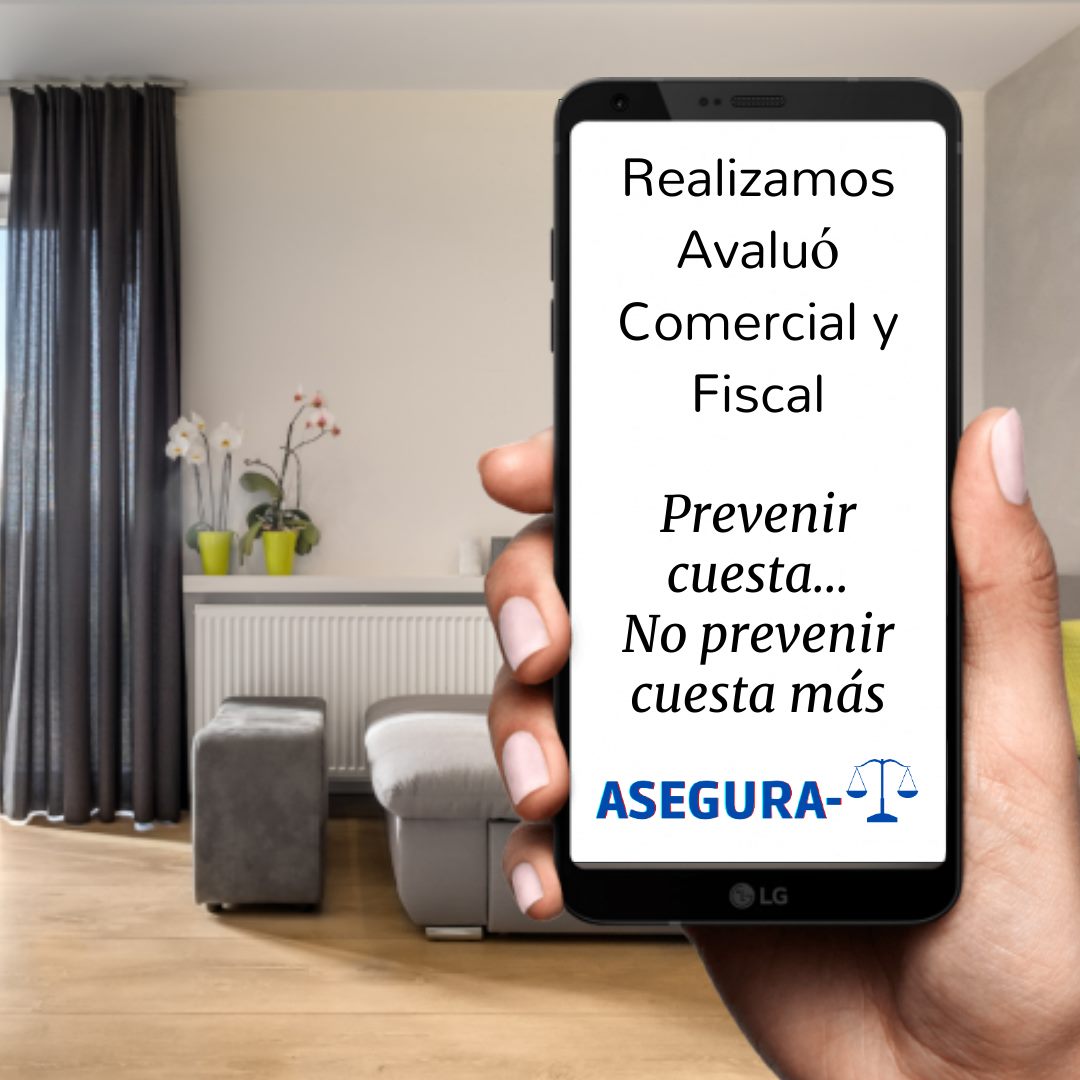 Realizamos
Avaluó
Comercial y
Fiscal
Prevenir
cuesta...
No prevenir
cuesta más
ASEGURA-
LG